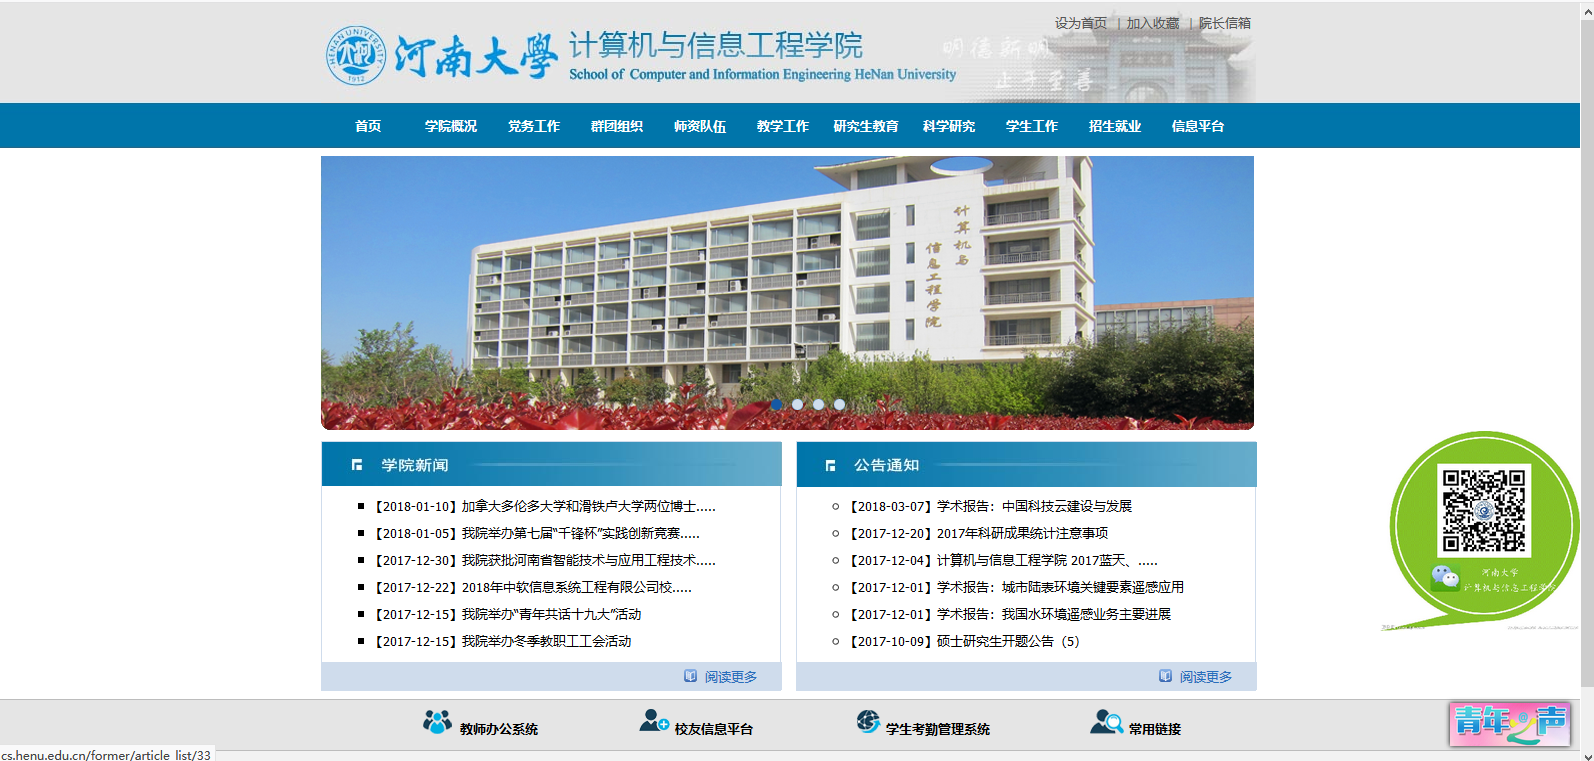 设为首页 | 加入收藏 | 院长信箱
河南大學 计算机与信息工程学院
School of Computer and Information Engineering HeNan University
HENAN UNIVERSITY
1912
明德新民
止于至善
首页 学院概况 党务工作 群团组织 师资队伍 教学工作 研究生教育 科学研究 学生工作 招生就业 信息平台
计算机与
信息工程学院
学院新闻
【2018-01-10】加拿大多伦多大学和滑铁卢大学两位博士.....
【2018-01-05】我院举办第七届“千锋杯”实践创新竞赛.....
【2017-12-30】我院获批河南省智能技术与应用工程技术.....
【2017-12-22】2018年中软信息系统工程有限公司校.....
【2017-12-15】我院举办“青年共话十九大”活动
【2017-12-15】我院举办冬季教职工工会活动
阅读更多
公告通知
【2018-03-07】学术报告：中国科技云建设与发展
【2017-12-20】2017年科研成果统计注意事项
【2017-12-04】计算机与信息工程学院 2017蓝天、.....
【2017-12-01】学术报告：城市陆表环境关键要素遥感应用
【2017-12-01】学术报告：我国水环境遥感业务主要进展
【2017-10-09】硕士研究生开题公告（5）
阅读更多
河南大学
计算机与信息工程学院
教师办公系统 校友信息平台 学生考勤管理系统 常用链接
青年之声
cs.henu.edu.cn/former/article_list/33